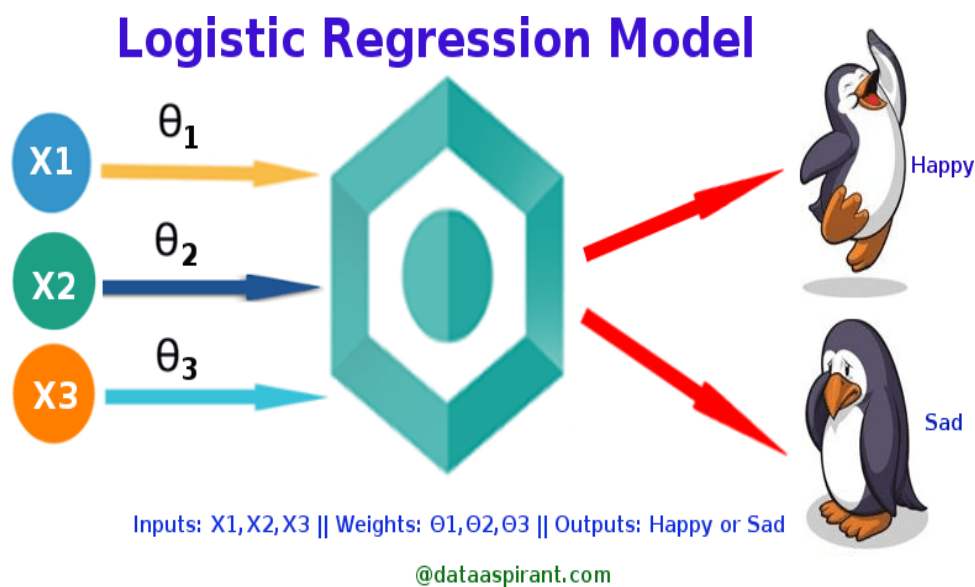 Logistic Regression Model
X1
θ1
X2
θ2
X3
θ3
Happy
Sad
Inputs: X1,X2,X3 || Weights: Θ1,Θ2,Θ3 || Outputs: Happy or Sad
@dataaspirant.com